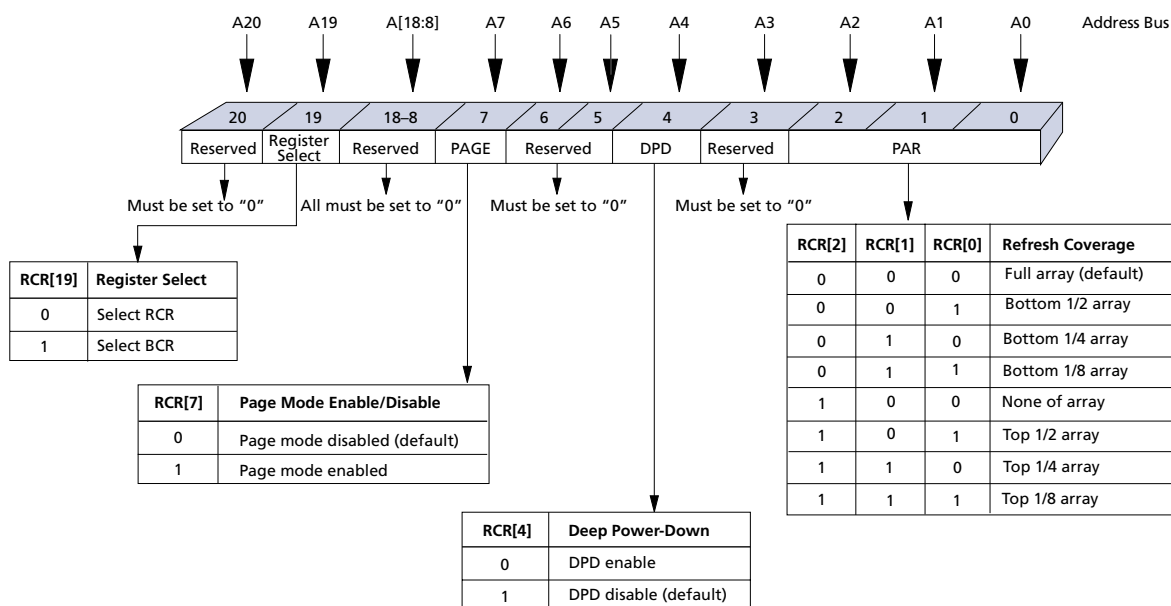 A20 A19 A[18:8] A7 A6 A5 A4 A3 A2 A1 A0 Address Bus
20 19 18–8 7 6 5 4 3 2 1 0
Reserved Register Select Reserved PAGE Reserved DPD Reserved PAR
Must be set to “0” All must be set to “0” Must be set to “0” Must be set to “0”
RCR[19] Register Select
0 Select RCR
1 Select BCR
RCR[7] Page Mode Enable/Disable
0 Page mode disabled (default)
1 Page mode enabled
RCR[4] Deep Power-Down
0 DPD enable
1 DPD disable (default)
RCR[2] RCR[1] RCR[0] Refresh Coverage
0 0 0 Full array (default)
0 0 1 Bottom 1/2 array
0 1 0 Bottom 1/4 array
0 1 1 Bottom 1/8 array
1 0 0 None of array
1 0 1 Top 1/2 array
1 1 0 Top 1/4 array
1 1 1 Top 1/8 array